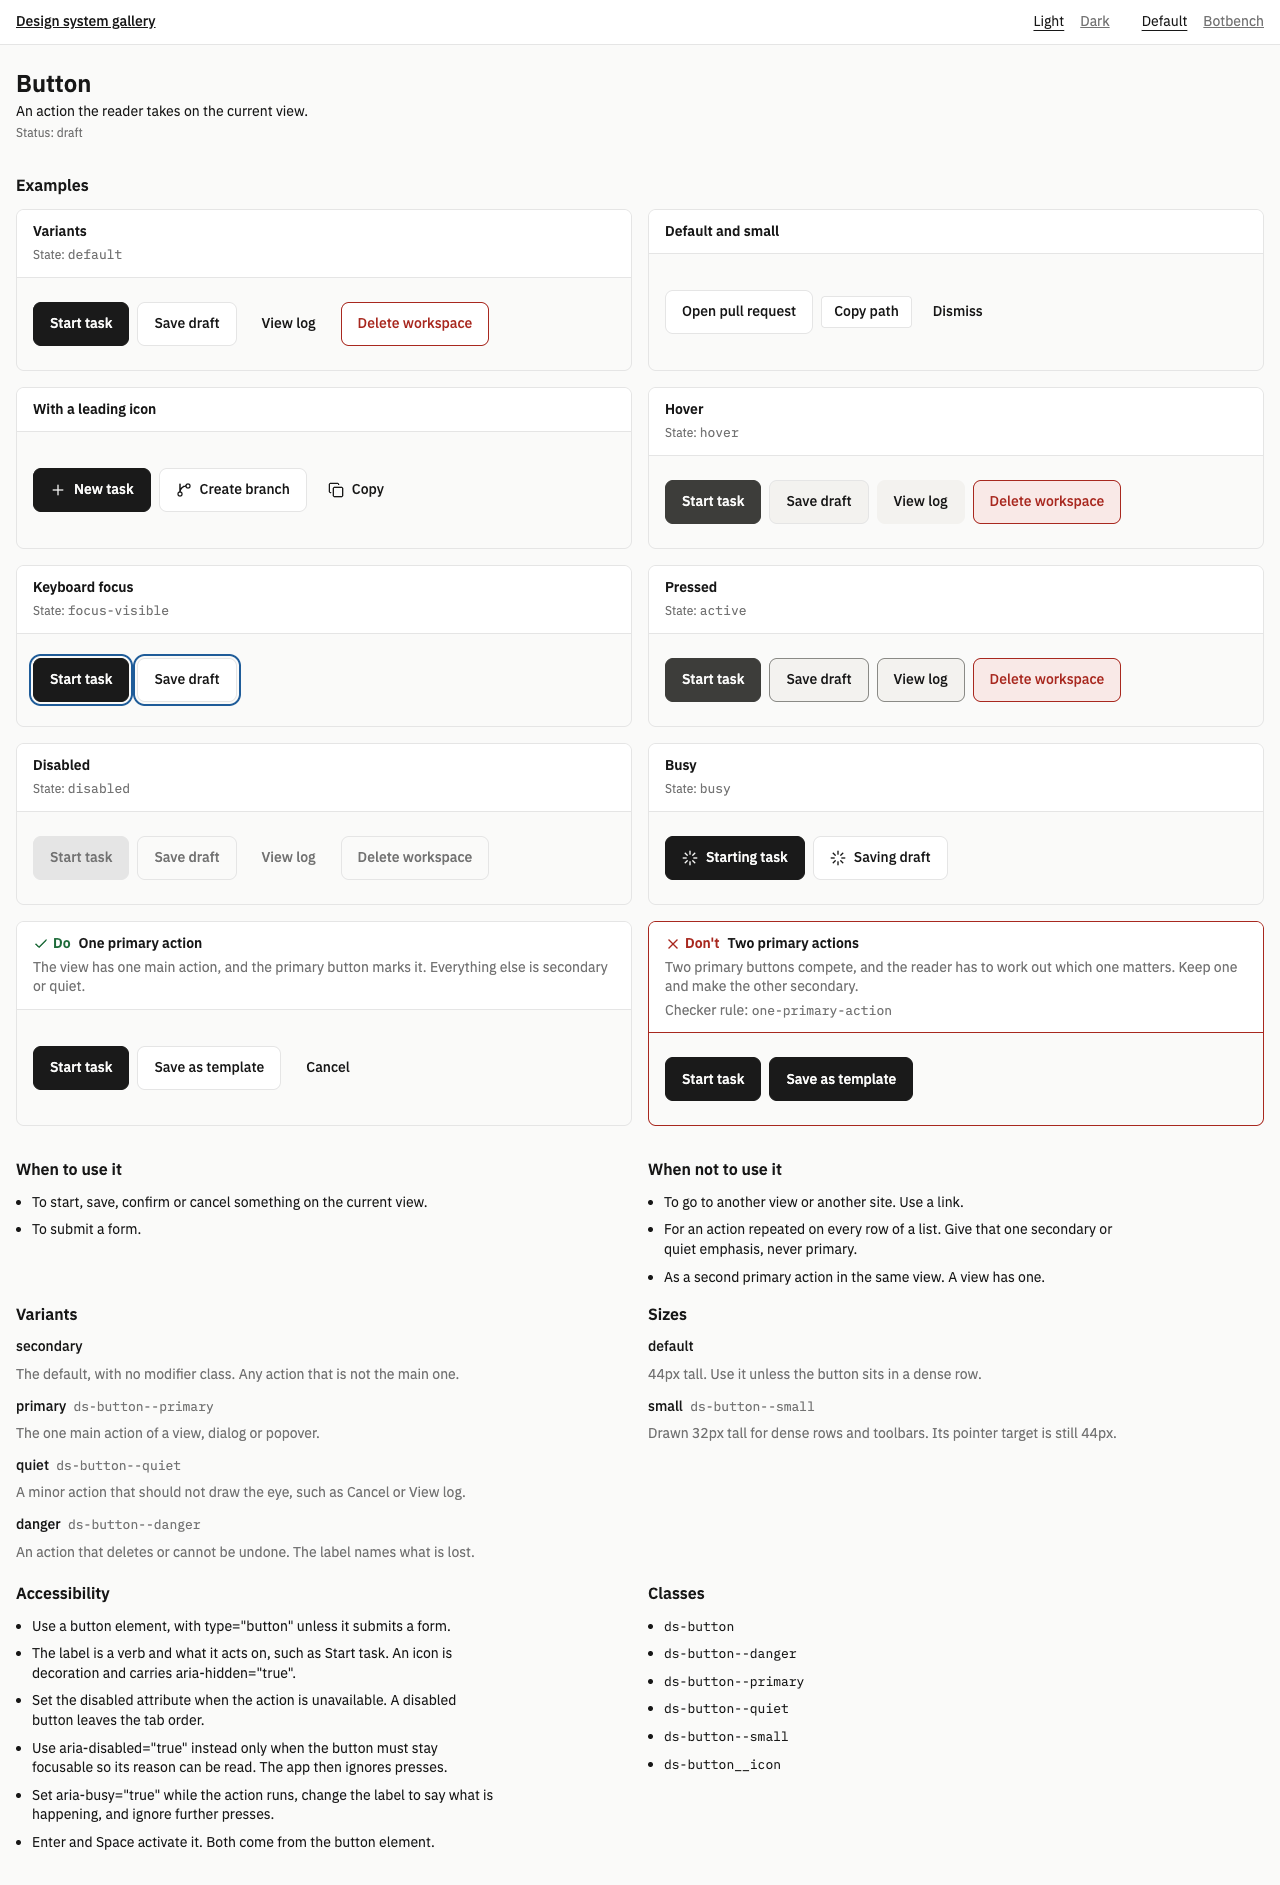 Design system gallery
Light Dark Default Botbench
Button
An action the reader takes on the current view.
Status: draft
Examples
Variants
State: default
Start task Save draft View log Delete workspace
Default and small
Open pull request Copy path Dismiss
With a leading icon
New task Create branch Copy
Hover
State: hover
Start task Save draft View log Delete workspace
Keyboard focus
State: focus-visible
Start task Save draft
Pressed
State: active
Start task Save draft View log Delete workspace
Disabled
State: disabled
Start task Save draft View log Delete workspace
Busy
State: busy
Starting task Saving draft
Do One primary action
The view has one main action, and the primary button marks it. Everything else is secondary
or quiet.
Start task Save as template Cancel
Don't Two primary actions
Two primary buttons compete, and the reader has to work out which one matters. Keep one
and make the other secondary.
Checker rule: one-primary-action
Start task Save as template
When to use it
• To start, save, confirm or cancel something on the current view.
• To submit a form.
When not to use it
• To go to another view or another site. Use a link.
• For an action repeated on every row of a list. Give that one secondary or
quiet emphasis, never primary.
• As a second primary action in the same view. A view has one.
Variants
secondary
The default, with no modifier class. Any action that is not the main one.
primary ds-button--primary
The one main action of a view, dialog or popover.
quiet ds-button--quiet
A minor action that should not draw the eye, such as Cancel or View log.
danger ds-button--danger
An action that deletes or cannot be undone. The label names what is lost.
Sizes
default
44px tall. Use it unless the button sits in a dense row.
small ds-button--small
Drawn 32px tall for dense rows and toolbars. Its pointer target is still 44px.
Accessibility
• Use a button element, with type="button" unless it submits a form.
• The label is a verb and what it acts on, such as Start task. An icon is
decoration and carries aria-hidden="true".
• Set the disabled attribute when the action is unavailable. A disabled
button leaves the tab order.
• Use aria-disabled="true" instead only when the button must stay
focusable so its reason can be read. The app then ignores presses.
• Set aria-busy="true" while the action runs, change the label to say what is
happening, and ignore further presses.
• Enter and Space activate it. Both come from the button element.
Classes
• ds-button
• ds-button--danger
• ds-button--primary
• ds-button--quiet
• ds-button--small
• ds-button__icon